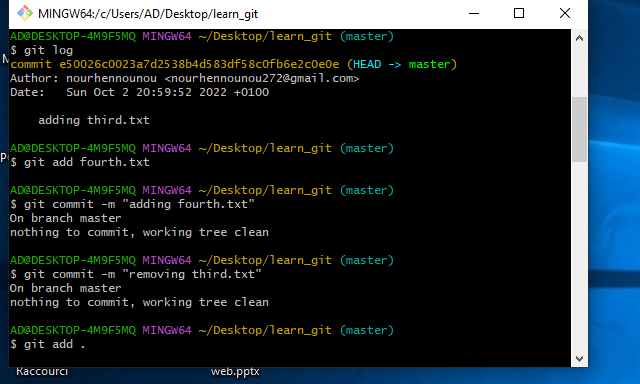 MINGW64:/c/Users/AD/Desktop/learn_git
AD@DESKTOP-4M9F5MQ MINGW64 ~/Desktop/learn_git (master)
$ git log
commit e50026c0023a7d2538b4d583df58c0fb6e2c0e0e (HEAD -> master)
Author: nourhennounou <nourhennounou272@gmail.com>
Date:   Sun Oct 2 20:59:52 2022 +0100
adding third.txt
AD@DESKTOP-4M9F5MQ MINGW64 ~/Desktop/learn_git (master)
$ git add fourth.txt
AD@DESKTOP-4M9F5MQ MINGW64 ~/Desktop/learn_git (master)
$ git commit -m "adding fourth.txt"
On branch master
nothing to commit, working tree clean
AD@DESKTOP-4M9F5MQ MINGW64 ~/Desktop/learn_git (master)
$ git commit -m "removing third.txt"
On branch master
nothing to commit, working tree clean
AD@DESKTOP-4M9F5MQ MINGW64 ~/Desktop/learn_git (master)
$ git add .
Raccourci
web.pptx